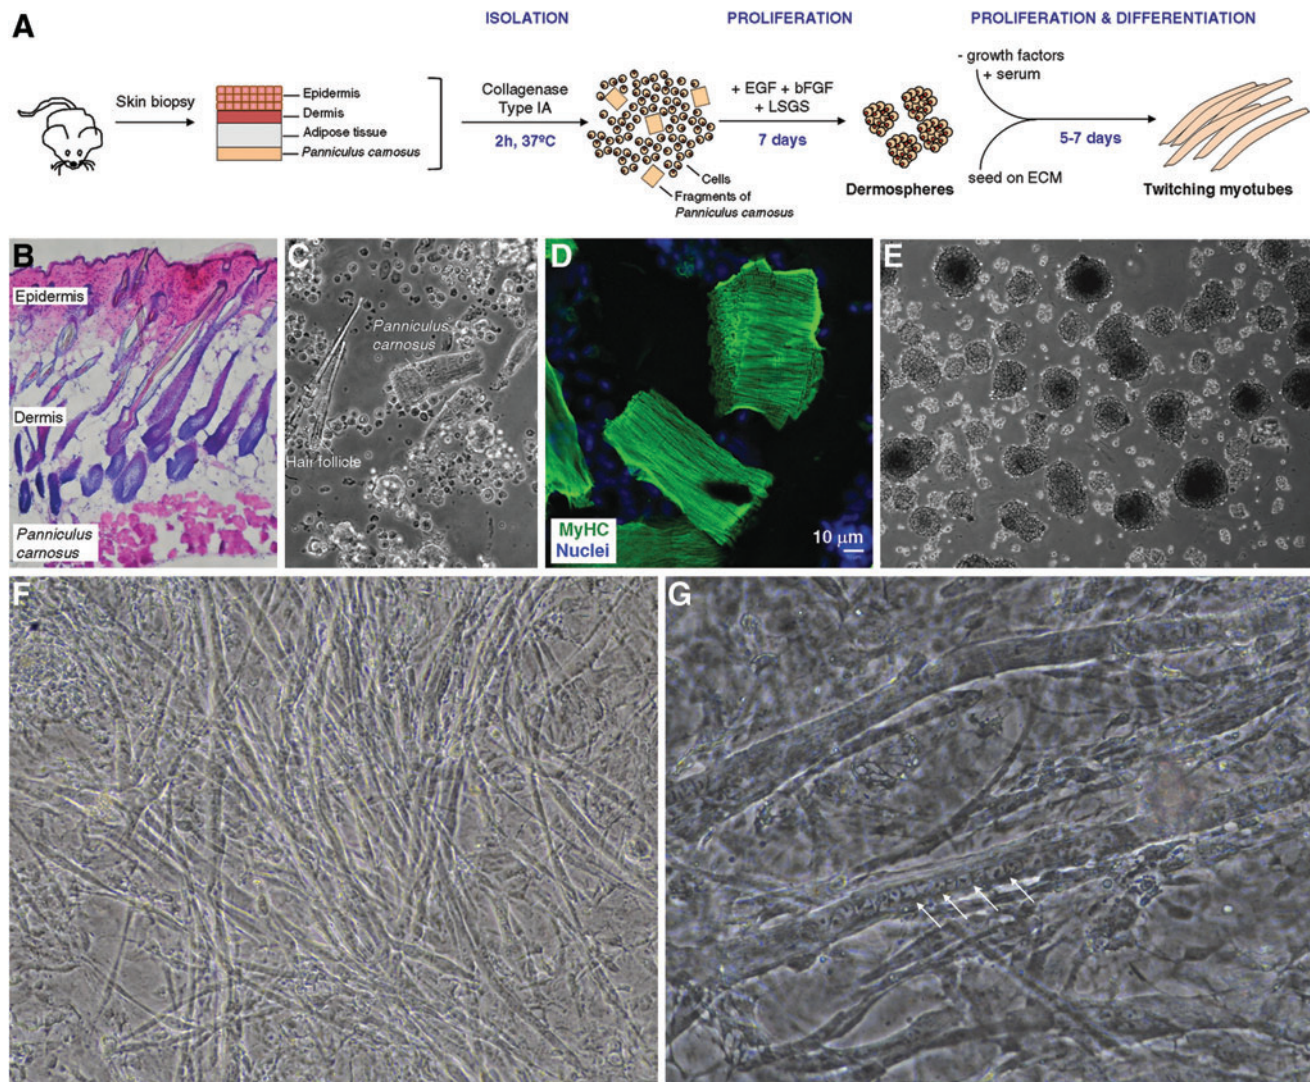 A
ISOLATION
PROLIFERATION
PROLIFERATION & DIFFERENTIATION
Skin biopsy
Epidermis
Dermis
Adipose tissue
Panniculus carnosus
Collagenase
Type IA
2h, 37ºC
Cells
Fragments of
Panniculus carnosus
+ EGF + bFGF
+ LSGS
7 days
Dermospheres
- growth factors
+ serum
5-7 days
seed on ECM
Twitching myotubes
B
Epidermis
Dermis
Panniculus
carnosus
C
Panniculus
carnosus
Hair follicle
D
MyHC
Nuclei
10 μm
E
F
G